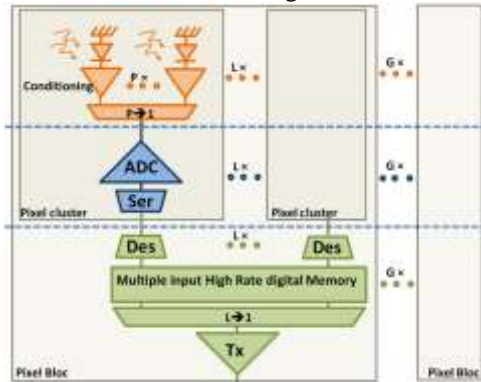 L ×
G ×
Conditioning
P ×
P➔1
ADC
L ×
G ×
Ser
Pixel cluster
Pixel cluster
L ×
Des
Des
G ×
Multiple input High Rate digital Memory
L➔1
Tx
Pixel Bloc
Pixel Bloc